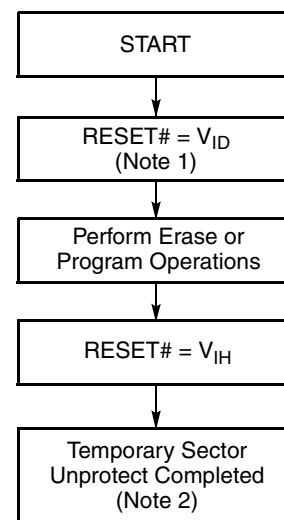 START
RESET# = V_ID
(Note 1)
Perform Erase or
Program Operations
RESET# = V_IH
Temporary Sector
Unprotect Completed
(Note 2)